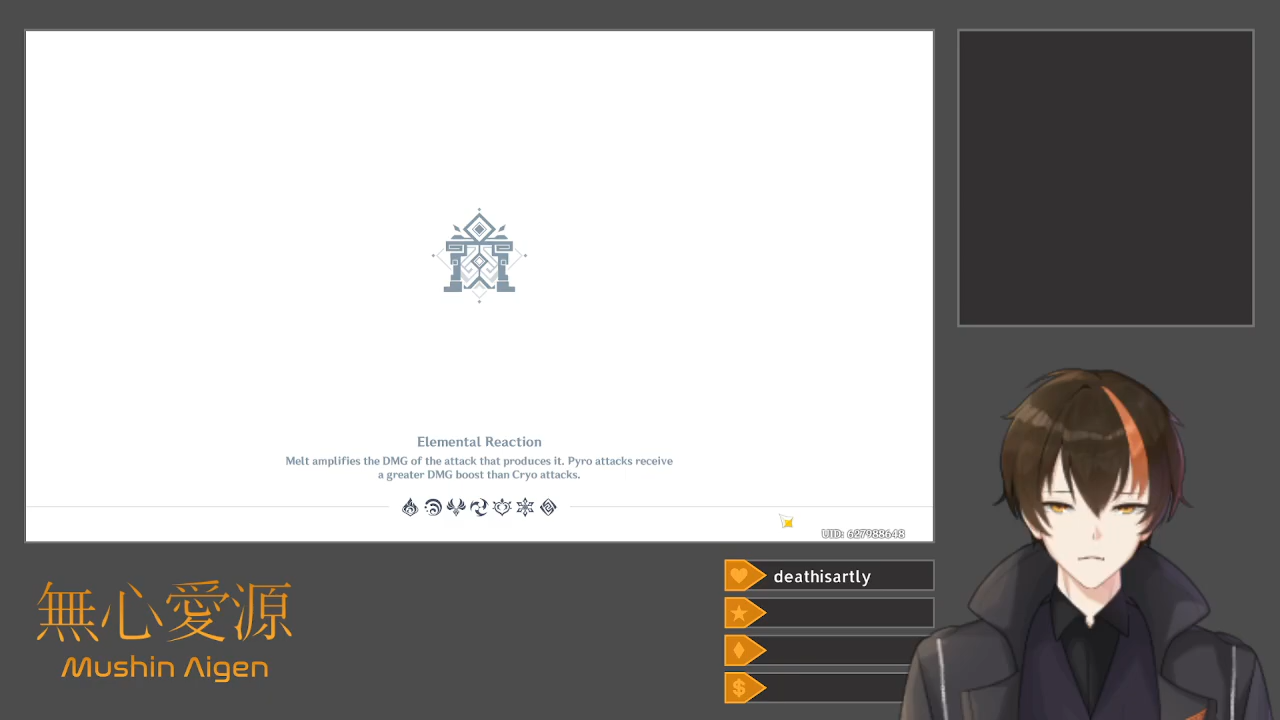 Elemental Reaction
Melt amplifies the DMG of the attack that produces it. Pyro attacks receive
a greater DMG boost than Cryo attacks.
UID: 627988648
無心愛源
Mushin Aigen
deathisartly